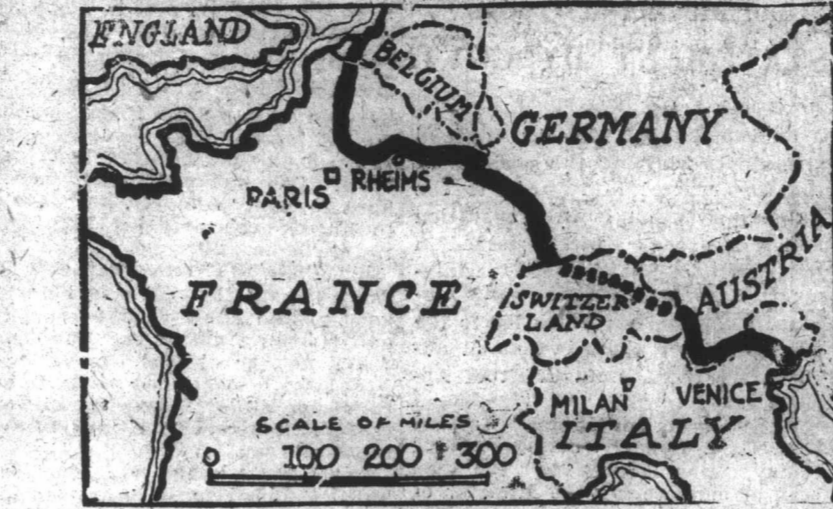 ENGLAND
BELGIUM
GERMANY
PARIS
RHEIMS
FRANCE
SWITZER
LAND
AUSTRIA
MILAN
VENICE
ITALY
SCALE OF MILES
0 100 200 300